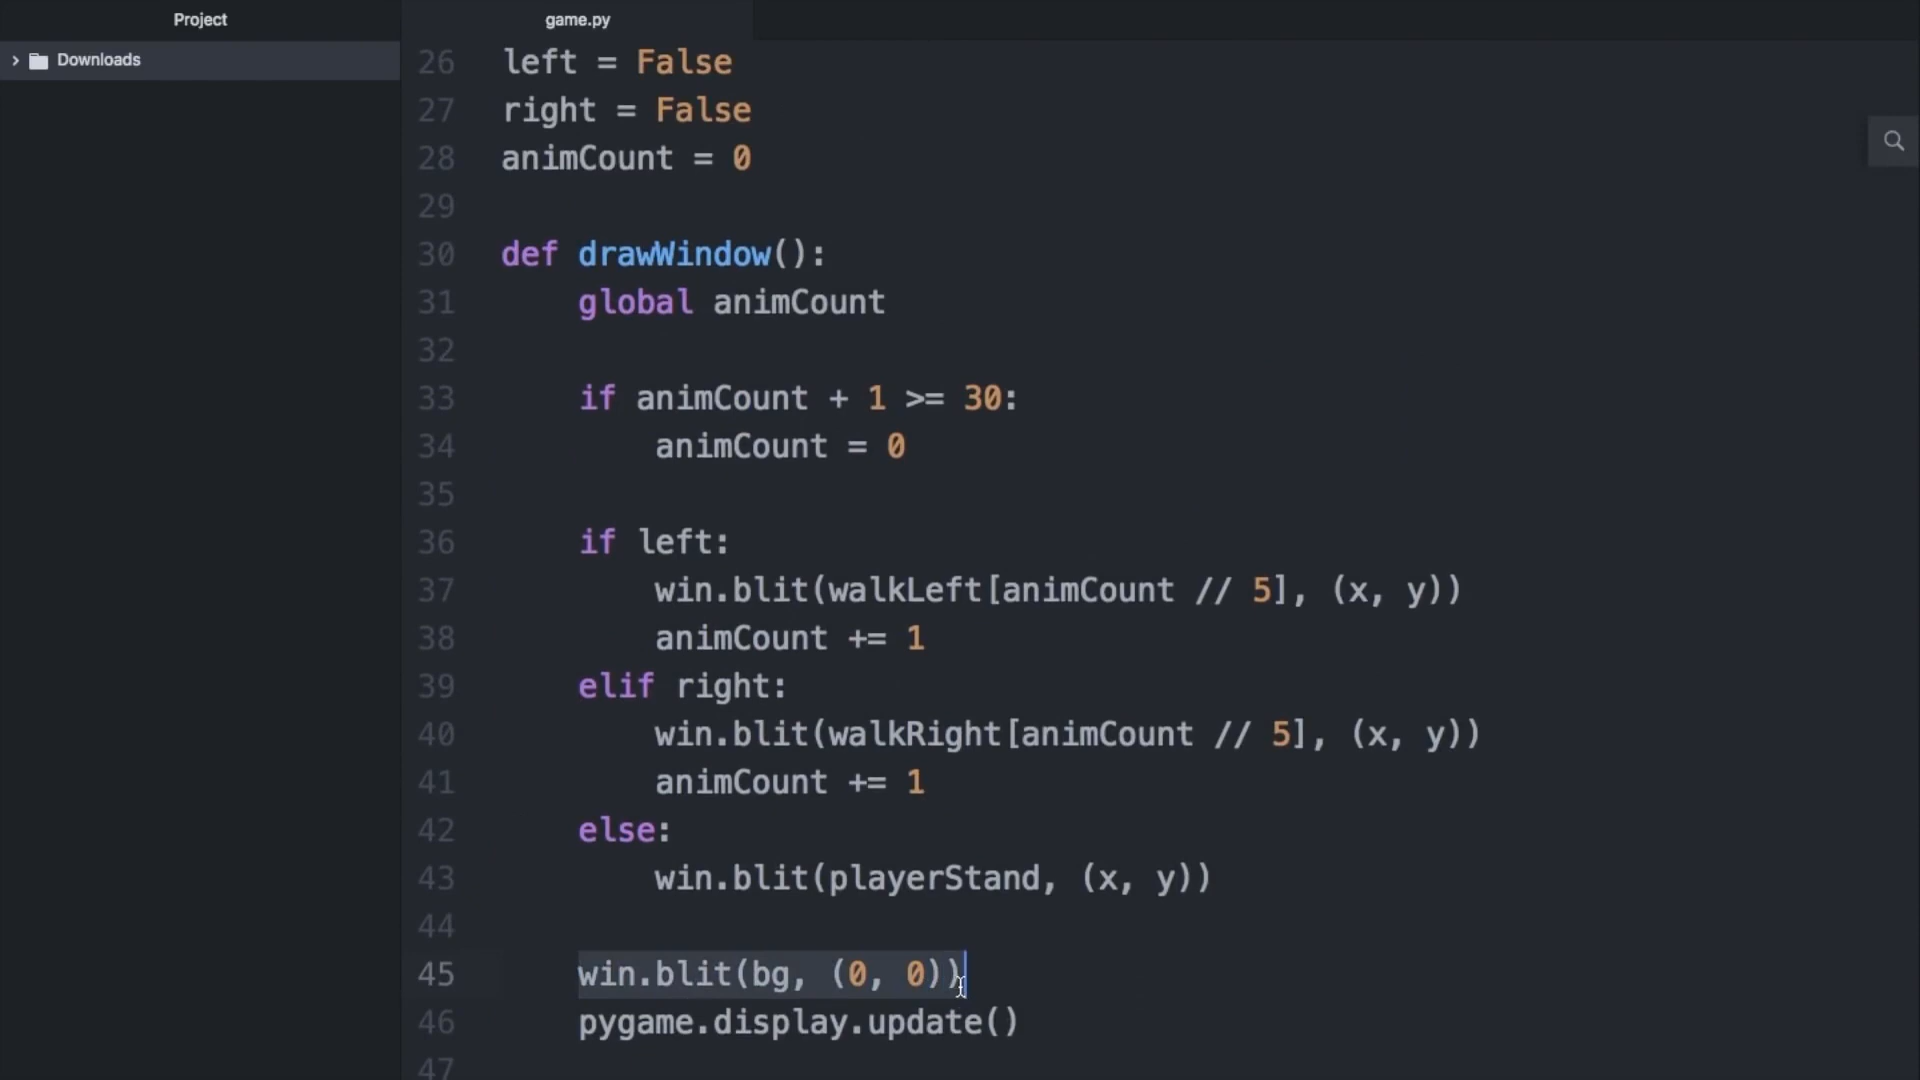 Project
game.py
Downloads
26 left = False
27 right = False
28 animCount = 0
29
30 def drawWindow():
31 global animCount
32
33 if animCount + 1 >= 30:
34 animCount = 0
35
36 if left:
37 win.blit(walkLeft[animCount // 5], (x, y))
38 animCount += 1
39 elif right:
40 win.blit(walkRight[animCount // 5], (x, y))
41 animCount += 1
42 else:
43 win.blit(playerStand, (x, y))
44
45 win.blit(bg, (0, 0))
46 pygame.display.update()
47